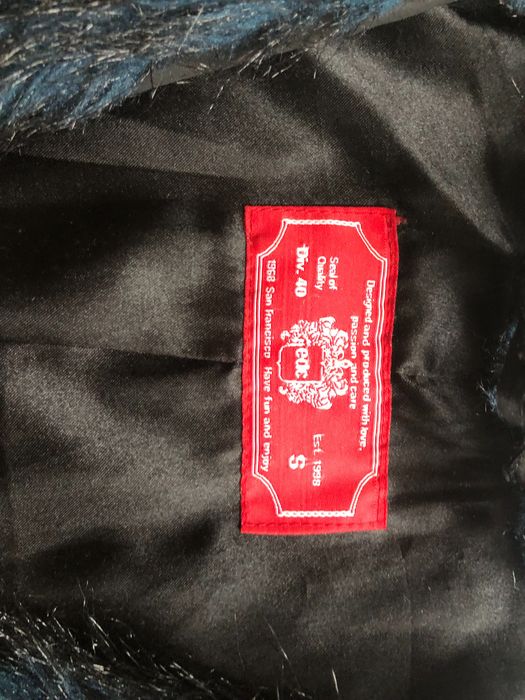 Designed and produced with love,
passion and care
Seal of
Quality
Div. 40
Est. 1998
S
1968 San Francisco Have fun and enjoy